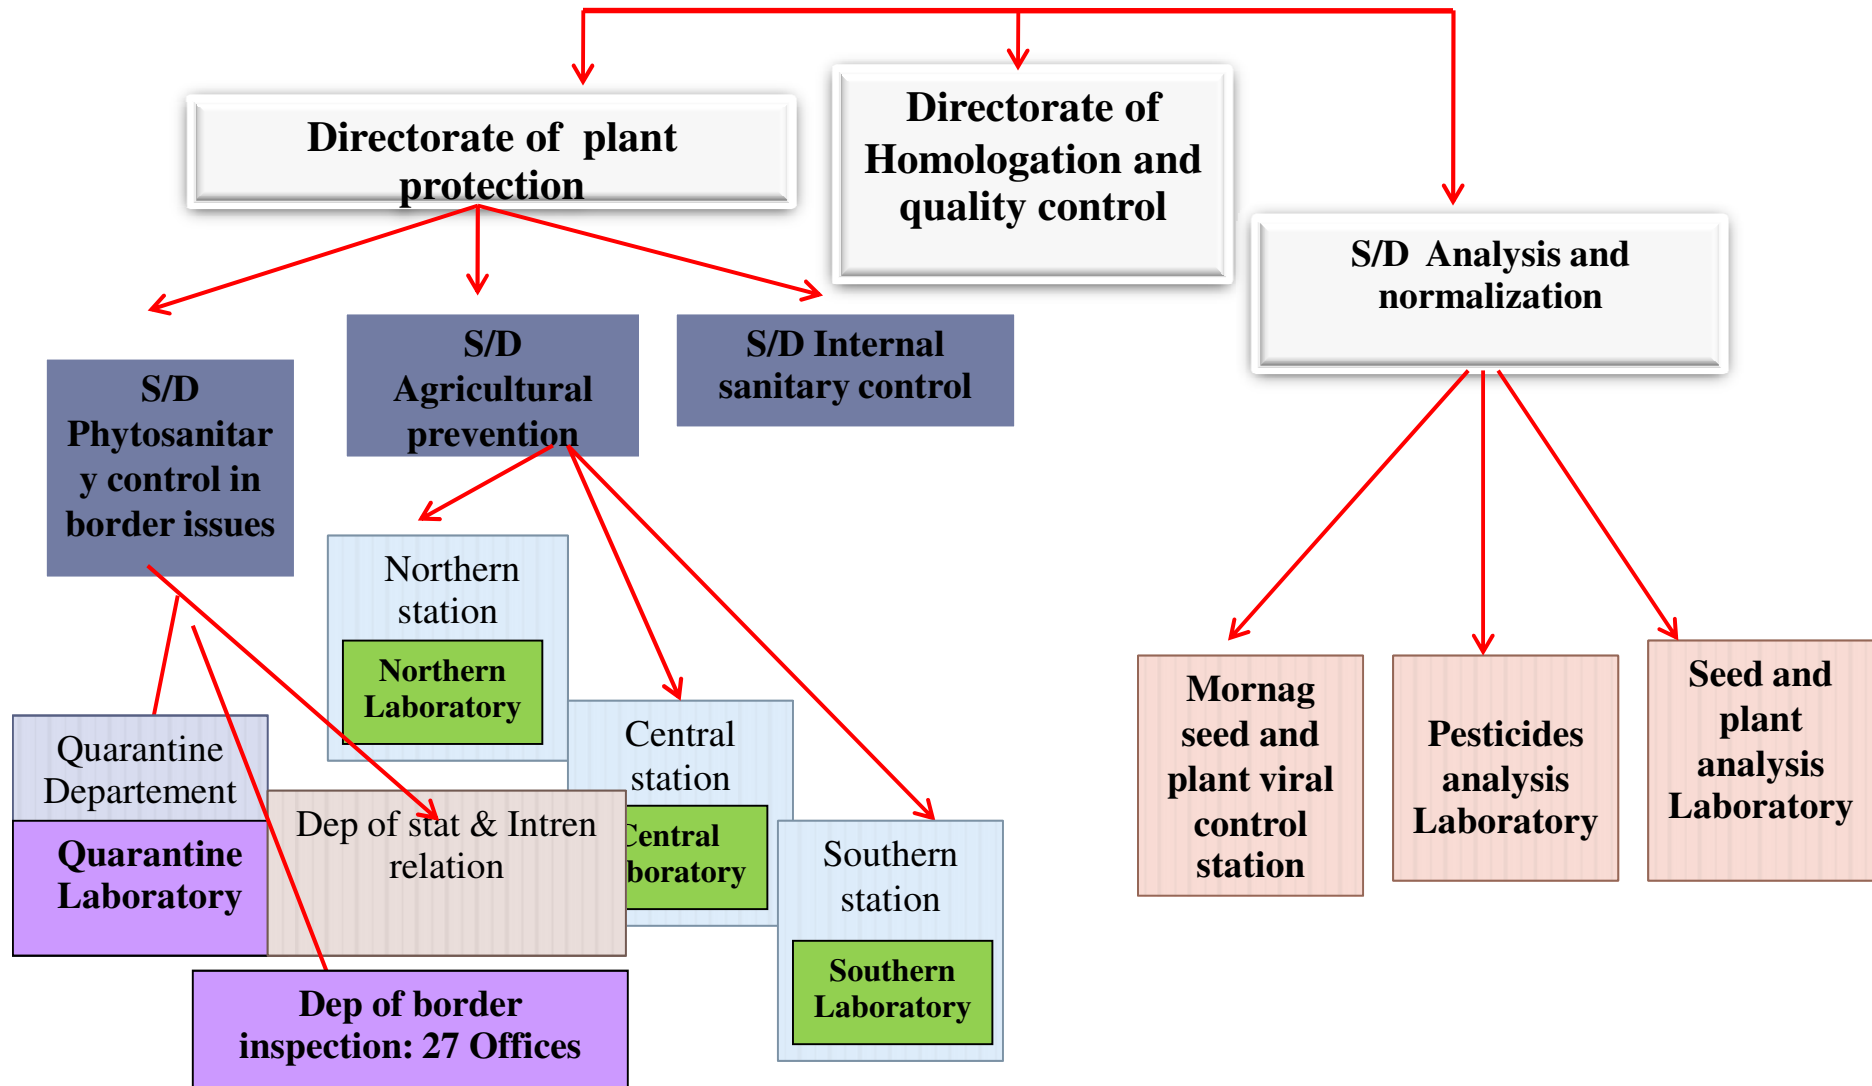 Directorate of plant
protection
Directorate of
Homologation and
quality control
S/D Analysis and
normalization
S/D
Phytosanitar
y control in
border issues
S/D
Agricultural
prevention
S/D Internal
sanitary control
Northern
station
Northern
Laboratory
Central
station
Central
boratory
Southern
station
Southern
Laboratory
Quarantine
Departement
Quarantine
Laboratory
Dep of stat & Intren
relation
Dep of border
inspection: 27 Offices
Mornag
seed and
plant viral
control
station
Pesticides
analysis
Laboratory
Seed and
plant
analysis
Laboratory